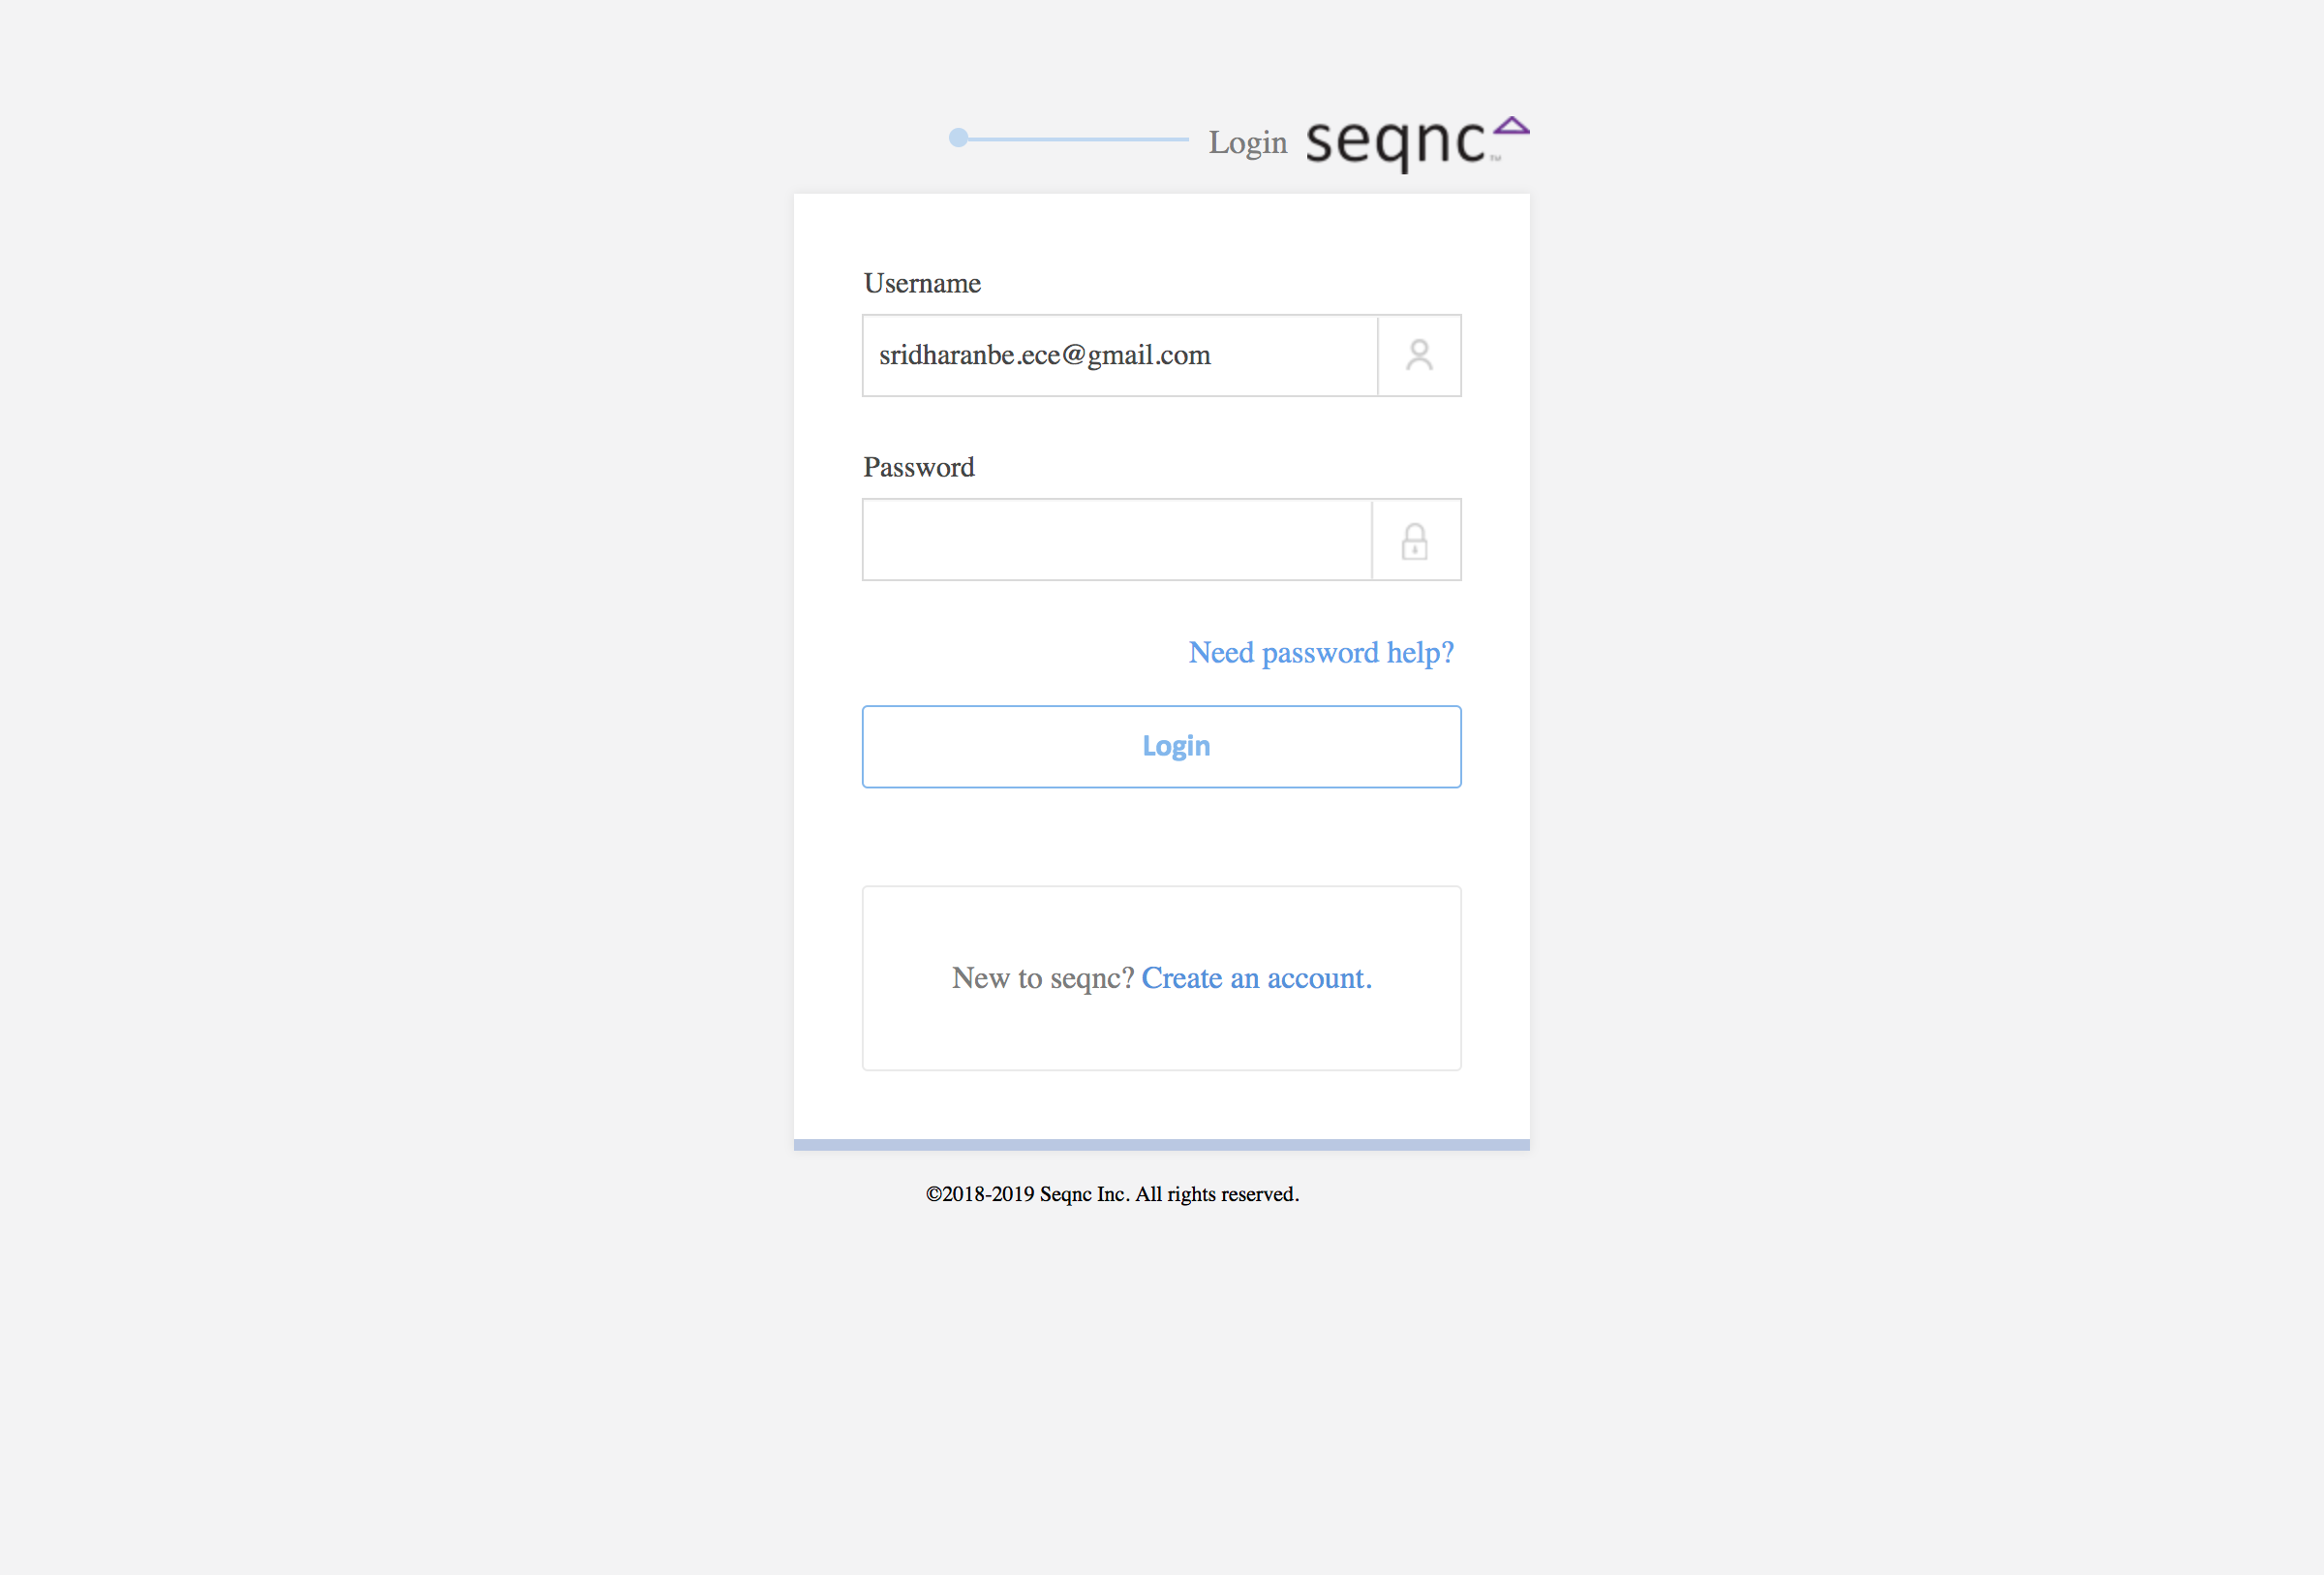 Login seqnc™
Username
sridharanbe.ece@gmail.com
Password
Need password help?
Login
New to seqnc? Create an account.
©2018-2019 Seqnc Inc. All rights reserved.